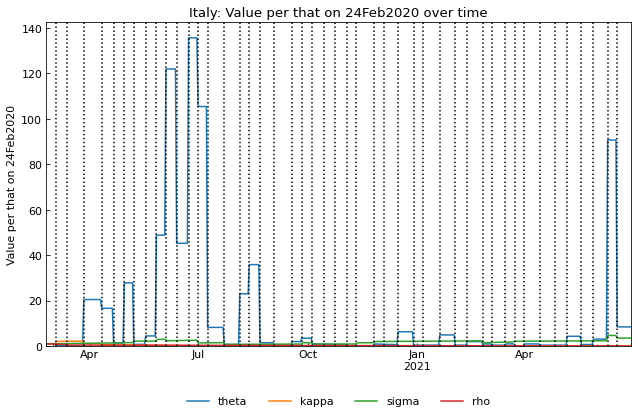 Italy: Value per that on 24Feb2020 over time
Value per that on 24Feb2020
140
120
100
80
60
40
20
0
Apr
Jul
Oct
Jan
2021
Apr
theta
kappa
sigma
rho